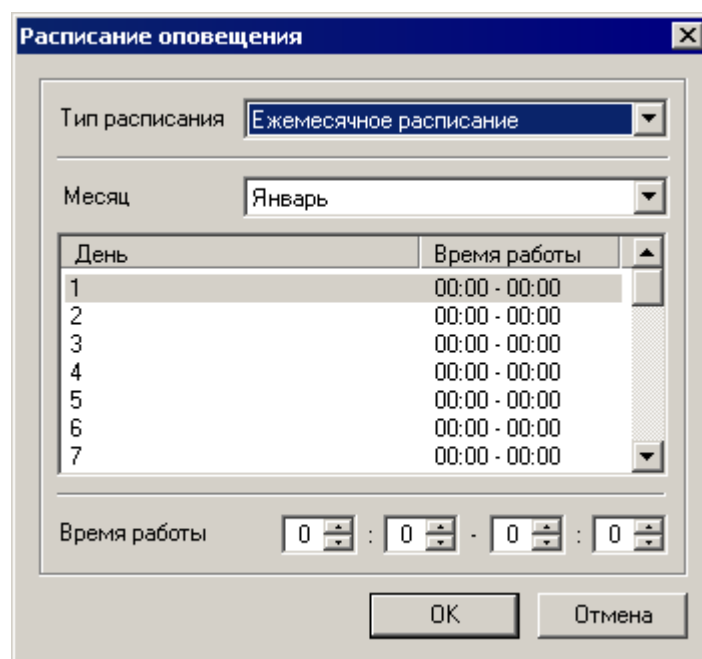 Расписание оповещения
Тип расписания Ежемесячное расписание
Месяц Январь
День Время работы
1 00:00 - 00:00
2 00:00 - 00:00
3 00:00 - 00:00
4 00:00 - 00:00
5 00:00 - 00:00
6 00:00 - 00:00
7 00:00 - 00:00
Время работы 0 : 0 - 0 : 0
OK Отмена